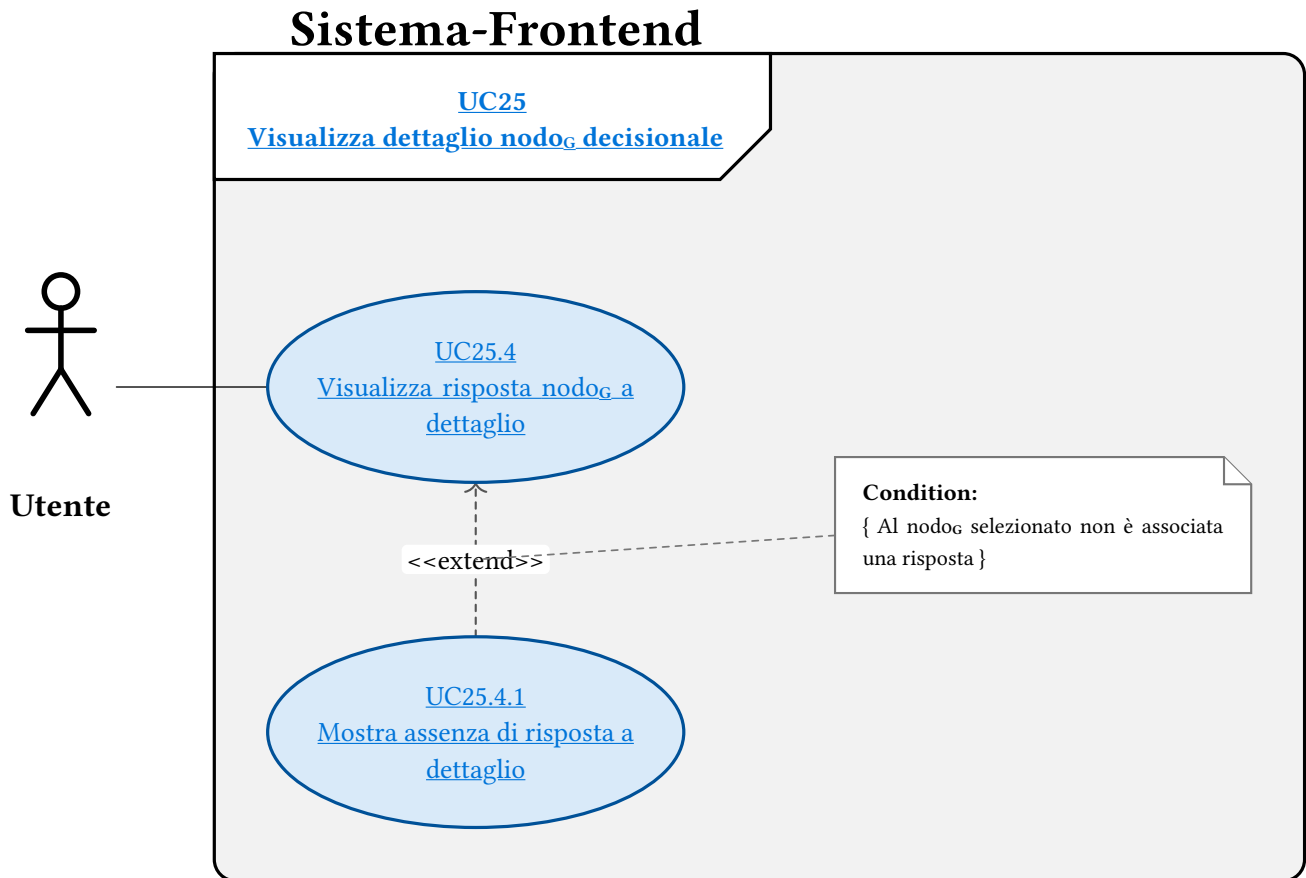 Sistema-Frontend
UC25
Visualizza dettaglio nodoG decisionale
UC25.4
Visualizza risposta nodoG a
dettaglio
Utente
Condition:
{ Al nodoG selezionato non è associata
una risposta }
<<extend>>
UC25.4.1
Mostra assenza di risposta a
dettaglio